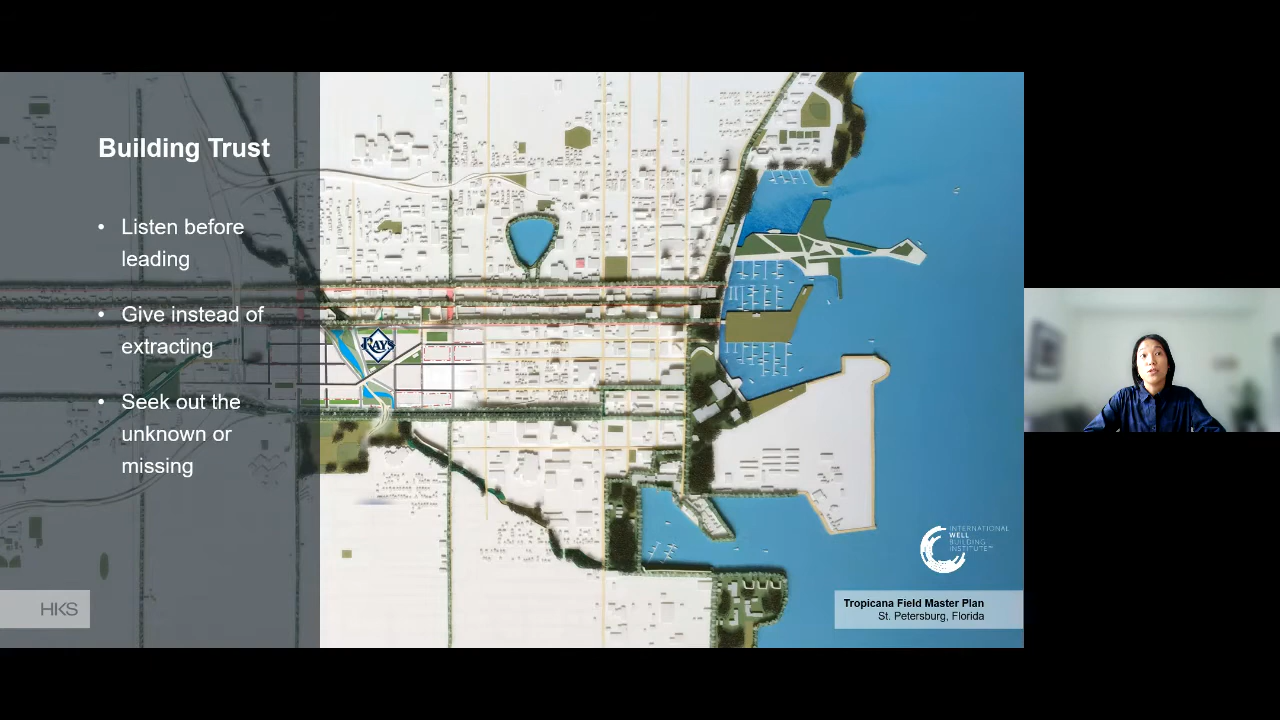 Building Trust
• Listen before
leading
• Give instead of
extracting
• Seek out the
unknown or
missing
RAYS
INTERNATIONAL
WELL
BUILDING
INSTITUTE™
HKS
Tropicana Field Master Plan
St. Petersburg, Florida